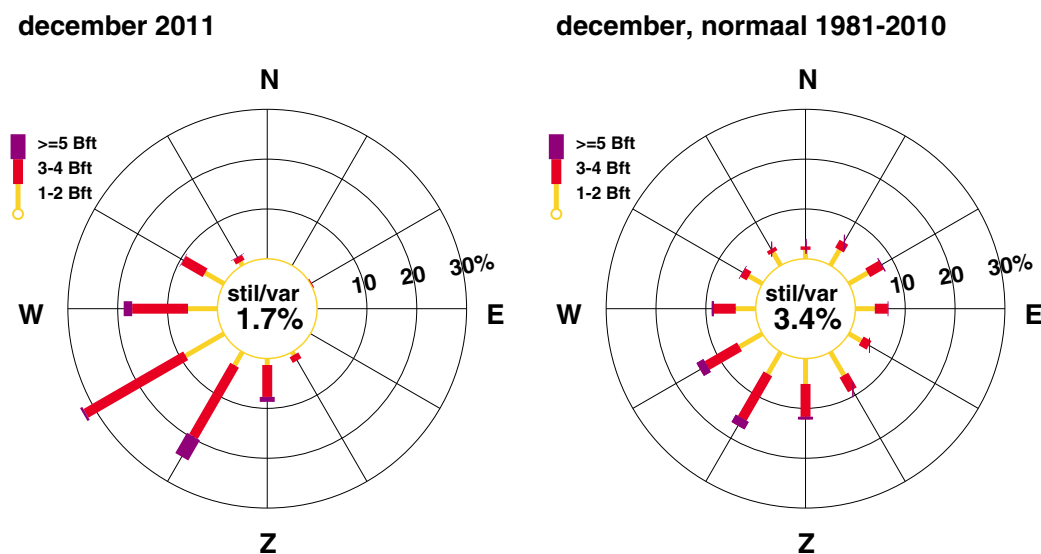 december 2011
N
>=5 Bft
3-4 Bft
1-2 Bft
10
20
30%
stil/var
1.7%
W
E
Z
december, normaal 1981-2010
N
>=5 Bft
3-4 Bft
1-2 Bft
10
20
30%
stil/var
3.4%
W
E
Z